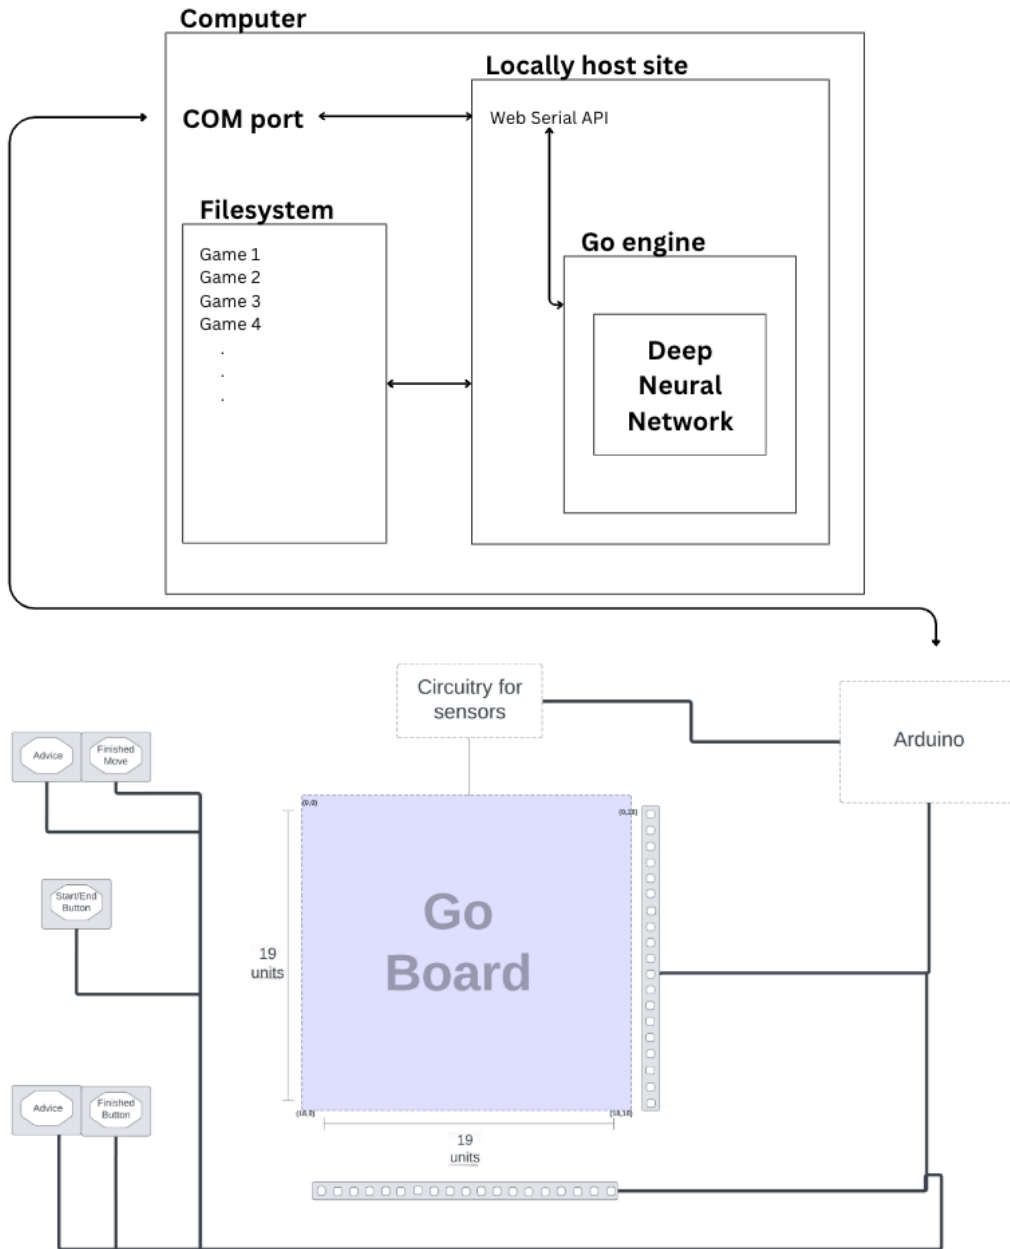 Computer
Locally host site
COM port
Web Serial API
Filesystem
Game 1
Game 2
Game 3
Game 4
.
.
.
Go engine
Deep
Neural
Network
Circuitry for
sensors
Arduino
Advice
Finished
Move
(0,0)
(0,18)
Start/End
Button
Go
Board
19
units
Advice
Finished
Button
(18,0)
(18,18)
19
units